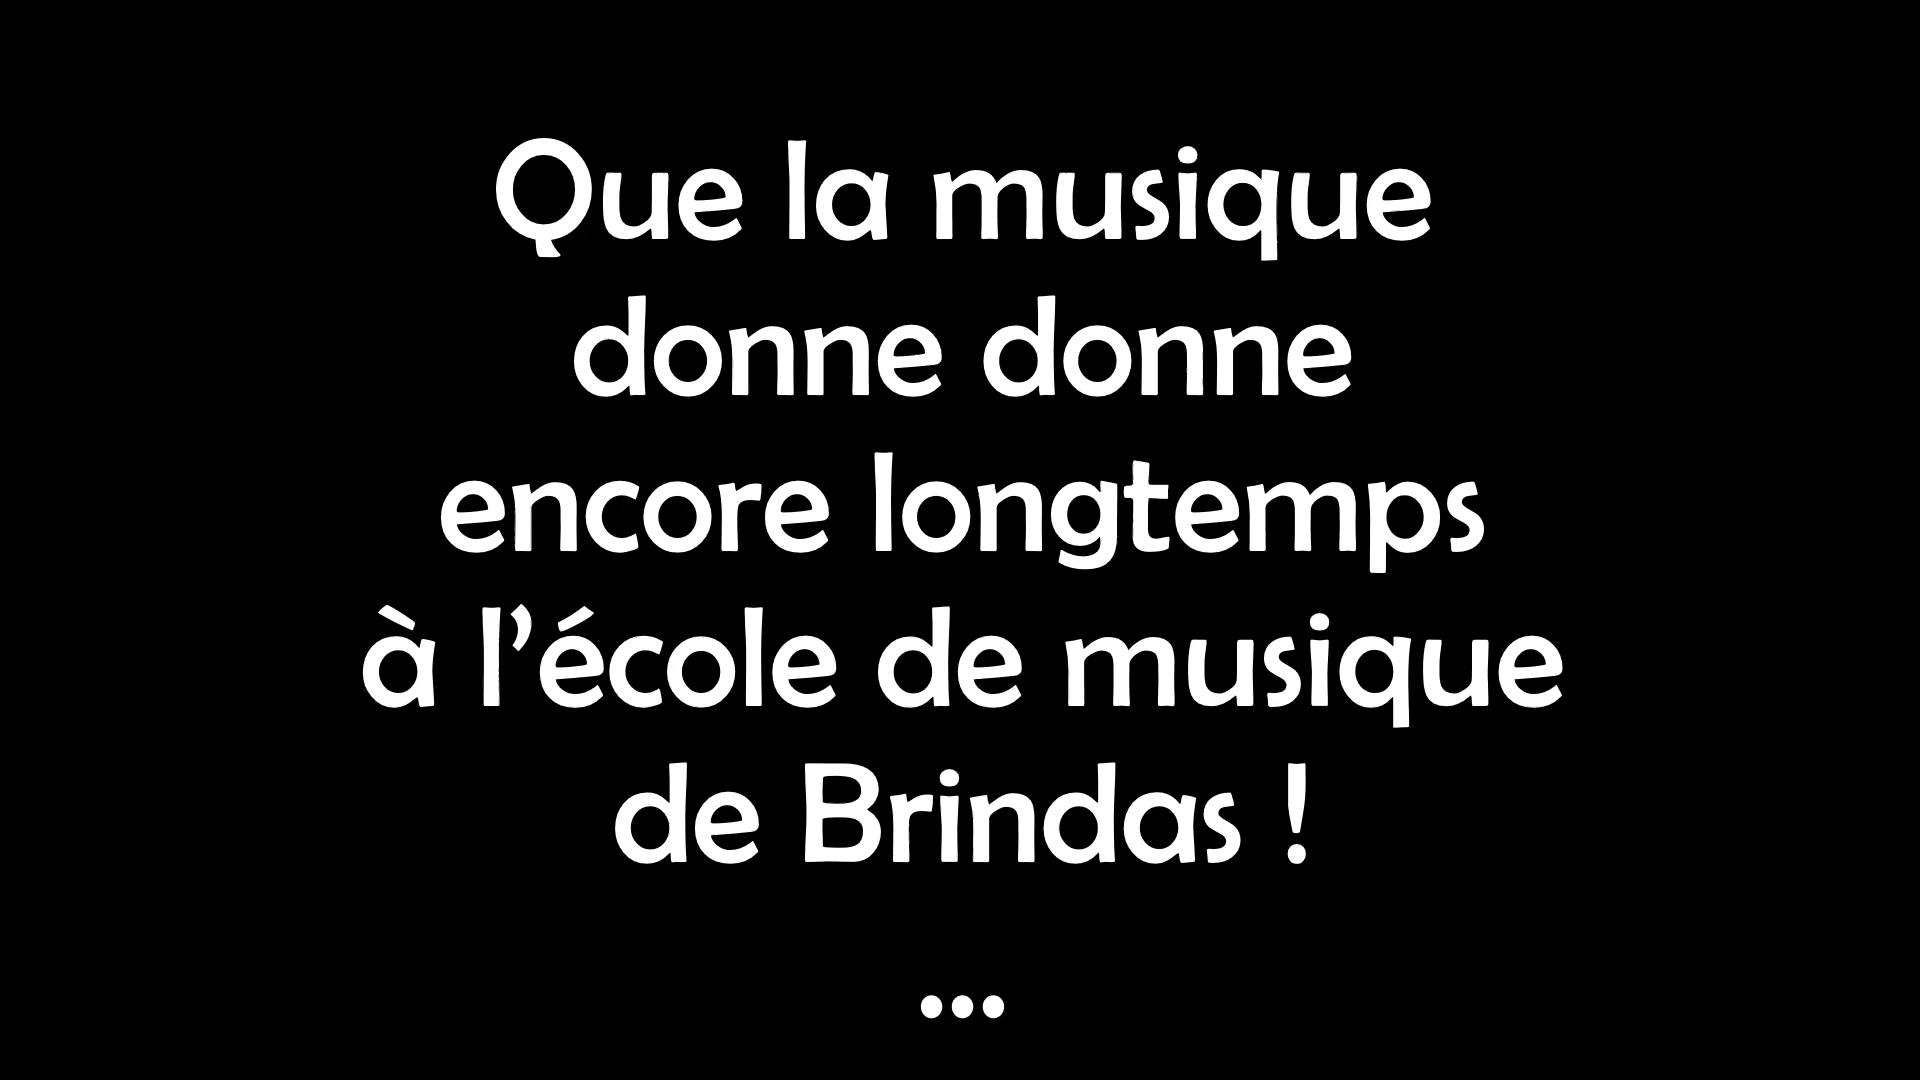 Que la musique
donne donne
encore longtemps
à l’école de musique
de Brindas !
...